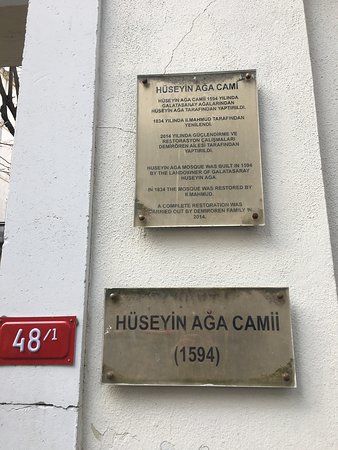 HÜSEYİN AĞA CAMİ
HÜSEYİN AĞA CAMİİ 1594 YILINDA
GALATASARAY AĞALARINDAN
HÜSEYİN AĞA TARAFINDAN YAPTIRILDI.
1834 YILINDA II.MAHMUD TARAFINDAN
YENİLENDİ.
2014 YILINDA GÜÇLENDİRME VE
RESTORASYON ÇALIŞMALARI
DEMİRÖREN AİLESİ TARAFINDAN
YAPTIRILDI.
HUSEYIN AGA MOSQUE WAS BUILT IN 1594
BY THE LANDOWNER OF GALATASARAY
HUSEYIN AGA.
IN 1834 THE MOSQUE WAS RESTORED BY
II.MAHMUD.
A COMPLETE RESTORATION WAS
CARRIED OUT BY DEMIROREN FAMILY IN
2014.
48/1
HÜSEYİN AĞA CAMİİ
(1594)